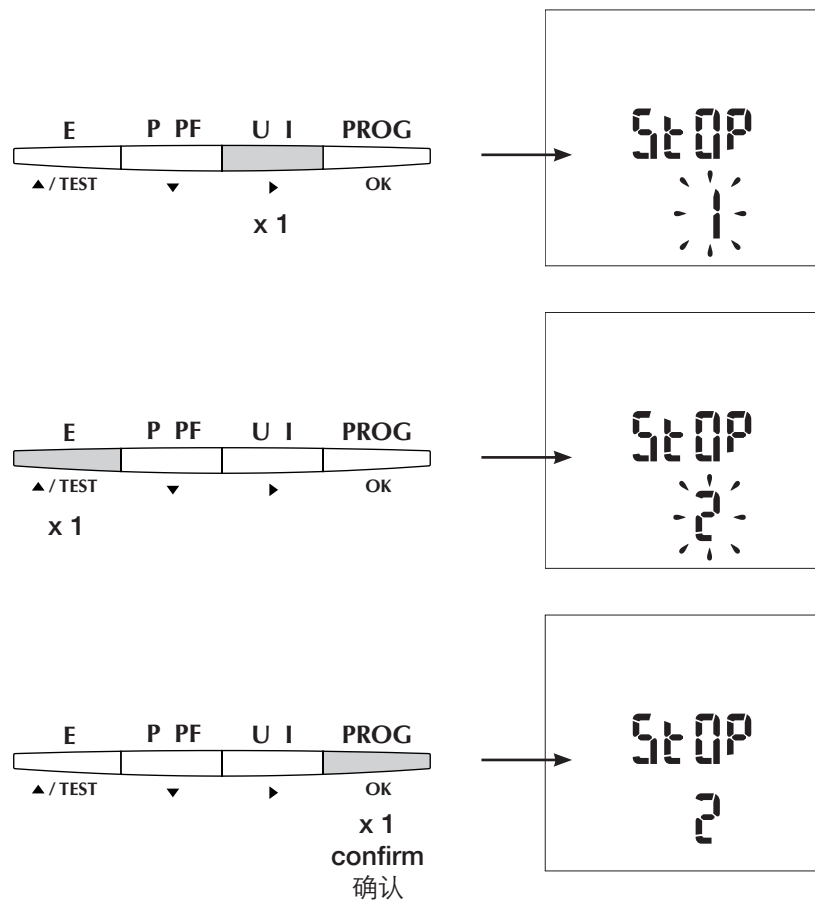 E P PF U I PROG
▲ / TEST ▼ ▶ OK
x 1
StOP
1
E P PF U I PROG
▲ / TEST ▼ ▶ OK
x 1
StOP
2
E P PF U I PROG
▲ / TEST ▼ ▶ OK
x 1
confirm
确认
StOP
2